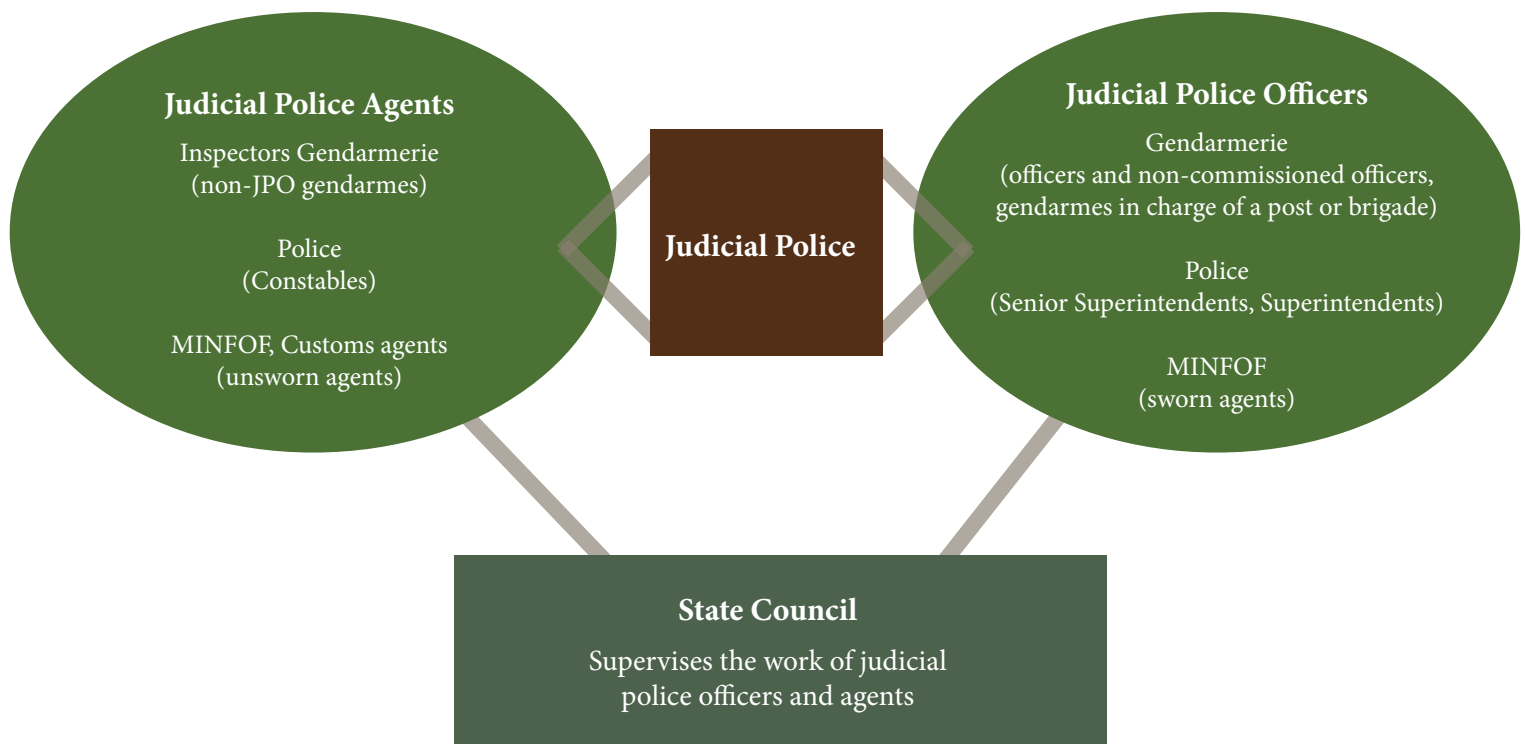 Judicial Police Agents
Inspectors Gendarmerie
(non-JPO gendarmes)
Police
(Constables)
MINFOF, Customs agents
(unsworn agents)
Judicial Police
Judicial Police Officers
Gendarmerie
(officers and non-commissioned officers,
gendarmes in charge of a post or brigade)
Police
(Senior Superintendents, Superintendents)
MINFOF
(sworn agents)
State Council
Supervises the work of judicial
police officers and agents